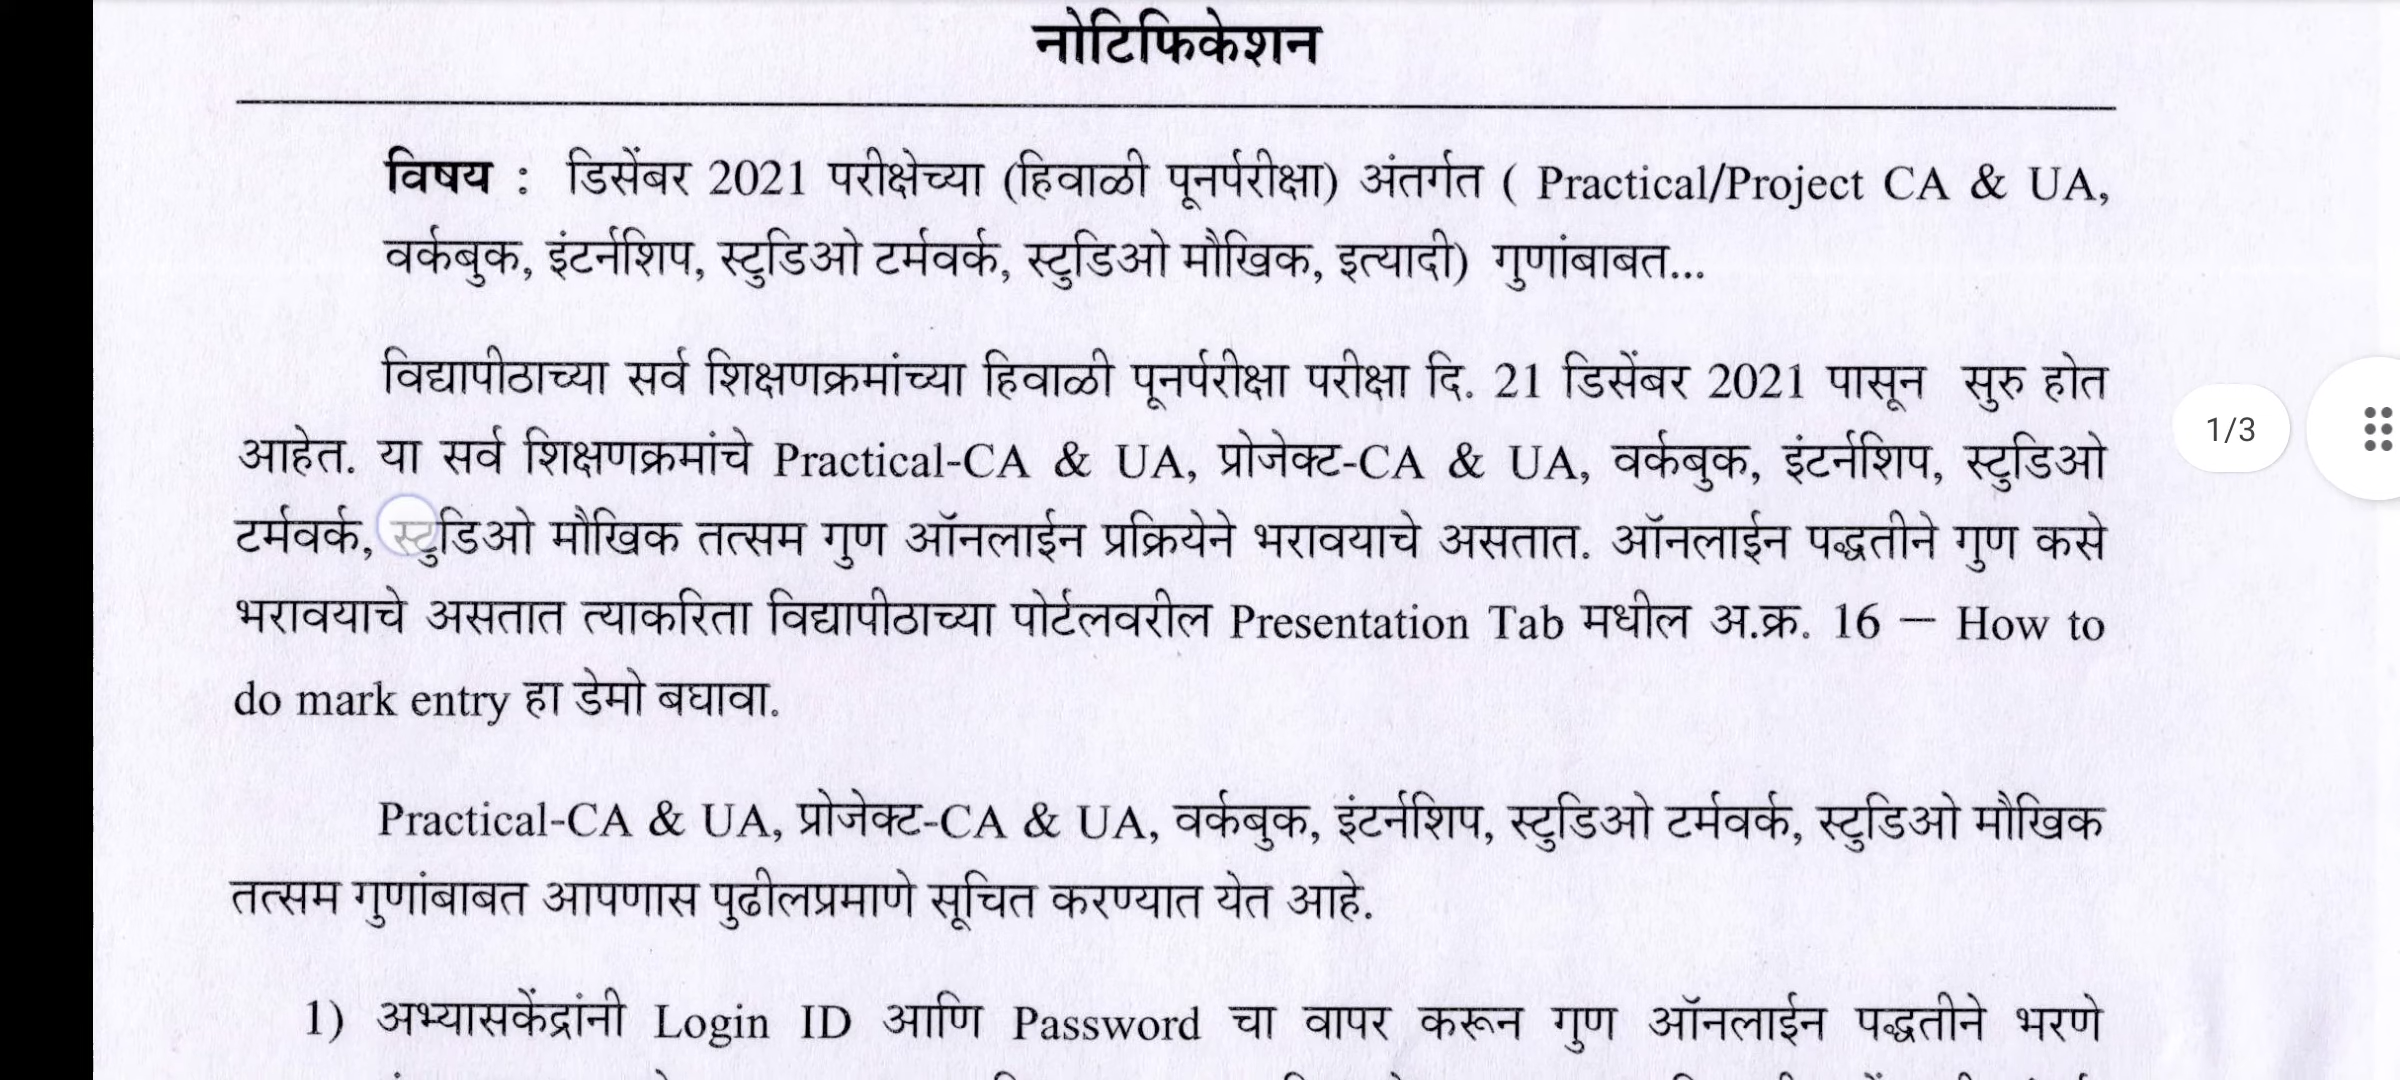 नोटिफिकेशन
विषय : डिसेंबर 2021 परीक्षेच्या (हिवाळी पूनर्परीक्षा) अंतर्गत ( Practical/Project CA & UA,
वर्कबुक, इंटर्नशिप, स्टुडिओ टर्मवर्क, स्टुडिओ मौखिक, इत्यादी) गुणांबाबत...
विद्यापीठाच्या सर्व शिक्षणक्रमांच्या हिवाळी पूनर्परीक्षा परीक्षा दि. 21 डिसेंबर 2021 पासून सुरु होत
आहेत. या सर्व शिक्षणक्रमांचे Practical-CA & UA, प्रोजेक्ट-CA & UA, वर्कबुक, इंटर्नशिप, स्टुडिओ
1/3
टर्मवर्क, स्टुडिओ मौखिक तत्सम गुण ऑनलाईन प्रक्रियेने भरावयाचे असतात. ऑनलाईन पद्धतीने गुण कसे
भरावयाचे असतात त्याकरिता विद्यापीठाच्या पोर्टलवरील Presentation Tab मधील अ.क्र. 16 – How to
do mark entry हा डेमो बघावा.
Practical-CA & UA, प्रोजेक्ट-CA & UA, वर्कबुक, इंटर्नशिप, स्टुडिओ टर्मवर्क, स्टुडिओ मौखिक
तत्सम गुणांबाबत आपणास पुढीलप्रमाणे सूचित करण्यात येत आहे.
1) अभ्यासकेंद्रांनी Login ID आणि Password चा वापर करून गुण ऑनलाईन पद्धतीने भरणे